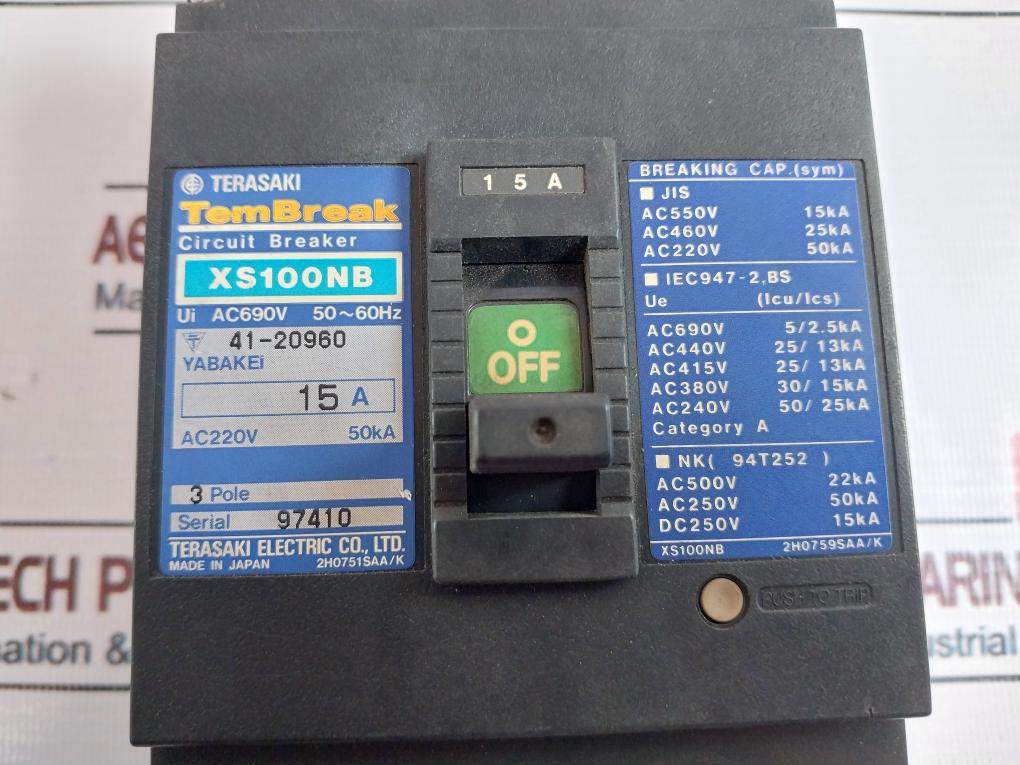 TERASAKI
TemBreak
Circuit Breaker
XS100NB
Ui AC690V 50~60Hz
41-20960
YABAKEi
15 A
AC220V 50kA
3 Pole
Serial 97410
TERASAKI ELECTRIC CO., LTD.
MADE IN JAPAN 2H0751SAA/K
15A
O
OFF
BREAKING CAP.(sym)
■ JIS
AC550V 15kA
AC460V 25kA
AC220V 50kA
■ IEC947-2,BS
Ue (Icu/Ics)
AC690V 5/2.5kA
AC440V 25/ 13kA
AC415V 25/ 13kA
AC380V 30/ 15kA
AC240V 50/ 25kA
Category A
■ NK( 94T252 )
AC500V 22kA
AC250V 50kA
DC250V 15kA
XS100NB 2H0759SAA/K
PUSH TO TRIP